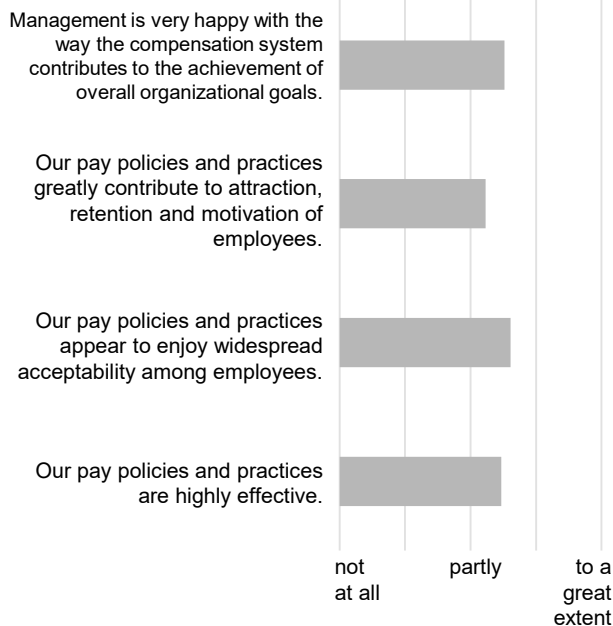 Management is very happy with the
way the compensation system
contributes to the achievement of
overall organizational goals.
Our pay policies and practices
greatly contribute to attraction,
retention and motivation of
employees.
Our pay policies and practices
appear to enjoy widespread
acceptability among employees.
Our pay policies and practices
are highly effective.
not
at all
partly
to a
great
extent